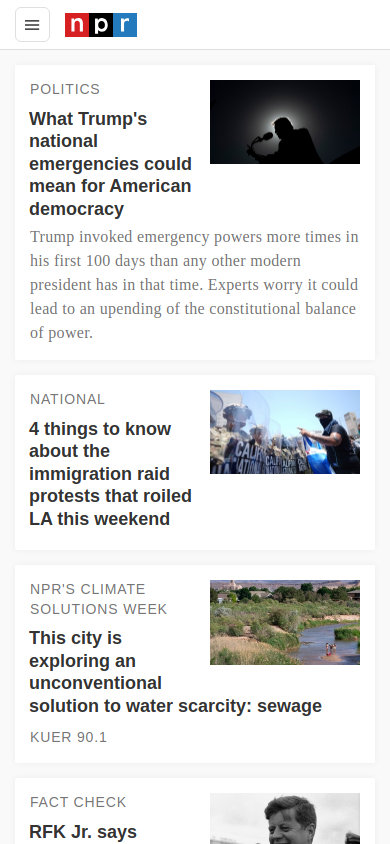 npr
POLITICS
What Trump's
national
emergencies could
mean for American
democracy
Trump invoked emergency powers more times in
his first 100 days than any other modern
president has in that time. Experts worry it could
lead to an upending of the constitutional balance
of power.
NATIONAL
4 things to know
about the
immigration raid
protests that roiled
LA this weekend
NPR'S CLIMATE
SOLUTIONS WEEK
This city is
exploring an
unconventional
solution to water scarcity: sewage
KUER 90.1
FACT CHECK
RFK Jr. says